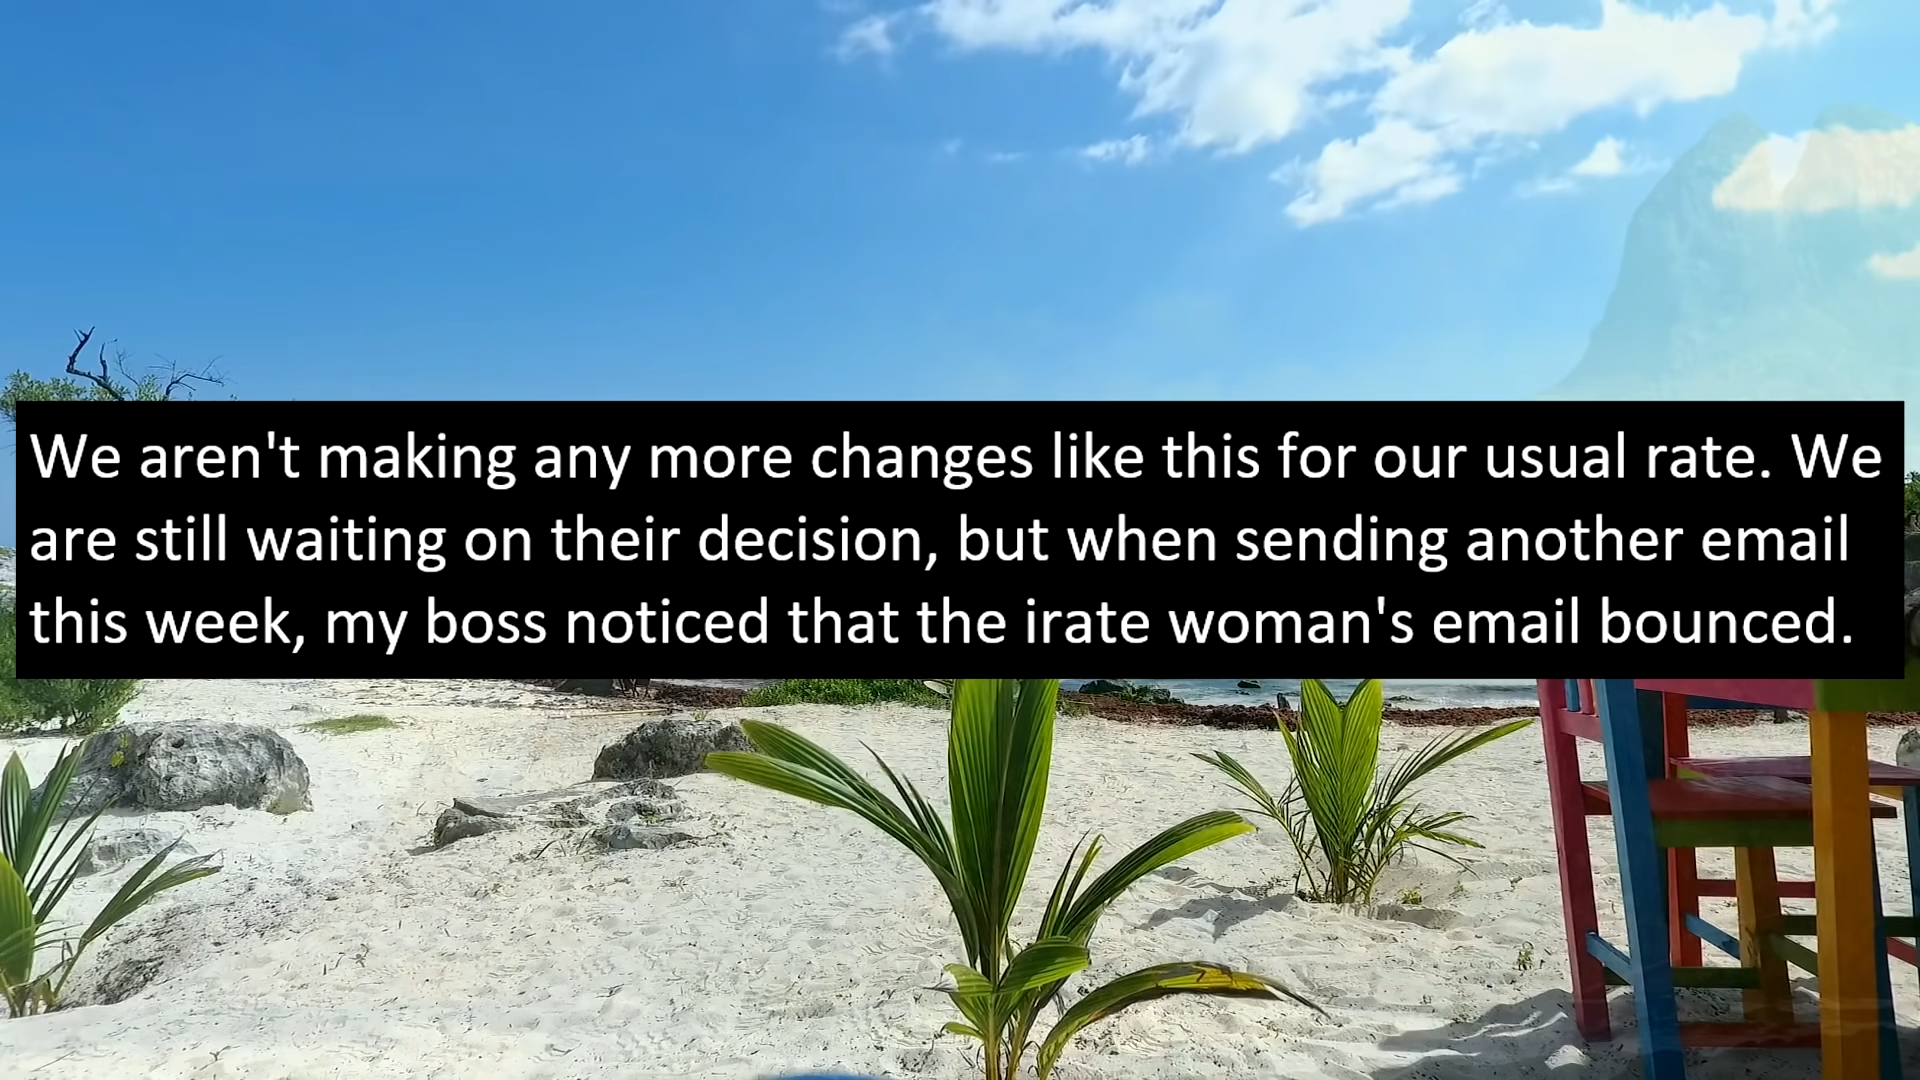 We aren't making any more changes like this for our usual rate. We
are still waiting on their decision, but when sending another email
this week, my boss noticed that the irate woman's email bounced.